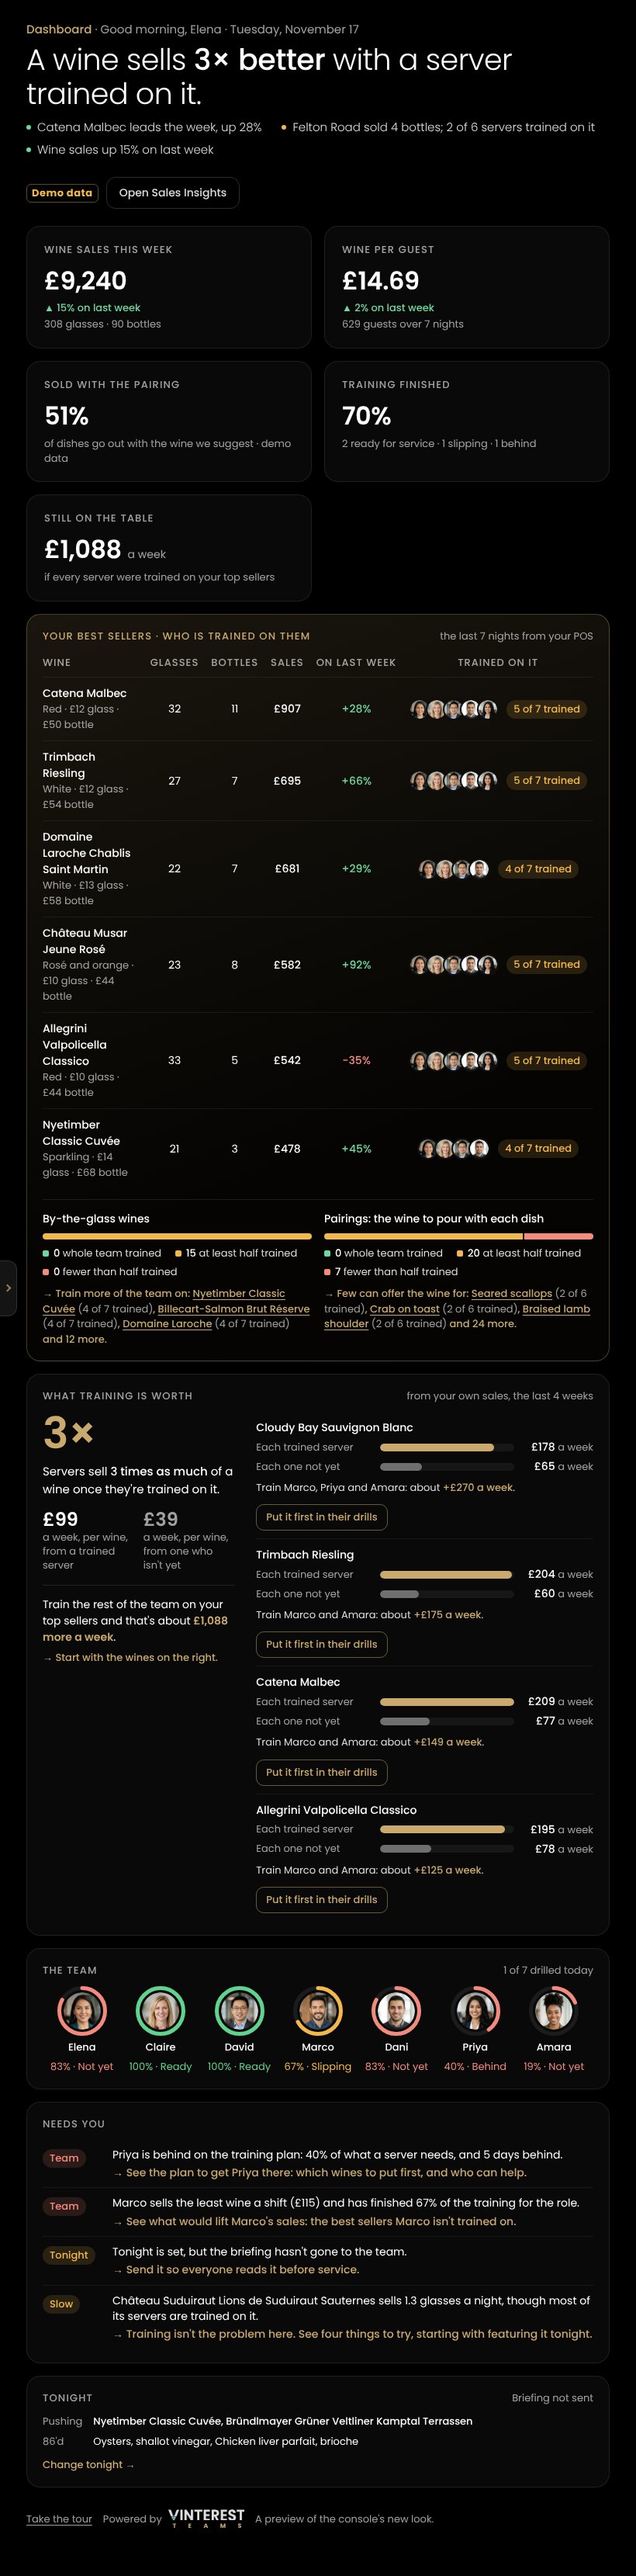 Dashboard · Good morning, Elena · Tuesday, November 17
A wine sells 3× better with a server
trained on it.
Catena Malbec leads the week, up 28%
Felton Road sold 4 bottles; 2 of 6 servers trained on it
Wine sales up 15% on last week
Demo data
Open Sales Insights
WINE SALES THIS WEEK
£9,240
▲ 15% on last week
308 glasses · 90 bottles
WINE PER GUEST
£14.69
▲ 2% on last week
629 guests over 7 nights
SOLD WITH THE PAIRING
51%
of dishes go out with the wine we suggest · demo
data
TRAINING FINISHED
70%
2 ready for service · 1 slipping · 1 behind
STILL ON THE TABLE
£1,088 a week
if every server were trained on your top sellers
YOUR BEST SELLERS · WHO IS TRAINED ON THEM
the last 7 nights from your POS
WINE GLASSES BOTTLES SALES ON LAST WEEK TRAINED ON IT
Catena Malbec
Red · £12 glass ·
£50 bottle
32 11 £907 +28% 5 of 7 trained
Trimbach
Riesling
White · £12 glass ·
£54 bottle
27 7 £695 +66% 5 of 7 trained
Domaine
Laroche Chablis
Saint Martin
White · £13 glass ·
£58 bottle
22 7 £681 +29% 4 of 7 trained
Château Musar
Jeune Rosé
Rosé and orange ·
£10 glass · £44
bottle
23 8 £582 +92% 5 of 7 trained
Allegrini
Valpolicella
Classico
Red · £10 glass ·
£44 bottle
33 5 £542 -35% 5 of 7 trained
Nyetimber
Classic Cuvée
Sparkling · £14
glass · £68 bottle
21 3 £478 +45% 4 of 7 trained
By-the-glass wines
0 whole team trained 15 at least half trained
0 fewer than half trained
→ Train more of the team on: Nyetimber Classic
Cuvée (4 of 7 trained), Billecart-Salmon Brut Réserve
(4 of 7 trained), Domaine Laroche (4 of 7 trained)
and 12 more.
Pairings: the wine to pour with each dish
0 whole team trained 20 at least half trained
7 fewer than half trained
→ Few can offer the wine for: Seared scallops (2 of 6
trained), Crab on toast (2 of 6 trained), Braised lamb
shoulder (2 of 6 trained) and 24 more.
WHAT TRAINING IS WORTH
from your own sales, the last 4 weeks
3×
Servers sell 3 times as much of a
wine once they're trained on it.
£99
a week, per wine,
from a trained
server
£39
a week, per wine,
from one who
isn't yet
Train the rest of the team on your
top sellers and that's about £1,088
more a week.
→ Start with the wines on the right.
Cloudy Bay Sauvignon Blanc
Each trained server £178 a week
Each one not yet £65 a week
Train Marco, Priya and Amara: about +£270 a week.
Put it first in their drills
Trimbach Riesling
Each trained server £204 a week
Each one not yet £60 a week
Train Marco and Amara: about +£175 a week.
Put it first in their drills
Catena Malbec
Each trained server £209 a week
Each one not yet £77 a week
Train Marco and Amara: about +£149 a week.
Put it first in their drills
Allegrini Valpolicella Classico
Each trained server £195 a week
Each one not yet £78 a week
Train Marco and Amara: about +£125 a week.
Put it first in their drills
THE TEAM
1 of 7 drilled today
Elena Claire David Marco Dani Priya Amara
83% · Not yet 100% · Ready 100% · Ready 67% · Slipping 83% · Not yet 40% · Behind 19% · Not yet
NEEDS YOU
Team
Priya is behind on the training plan: 40% of what a server needs, and 5 days behind.
→ See the plan to get Priya there: which wines to put first, and who can help.
Team
Marco sells the least wine a shift (£115) and has finished 67% of the training for the role.
→ See what would lift Marco's sales: the best sellers Marco isn't trained on.
Tonight
Tonight is set, but the briefing hasn't gone to the team.
→ Send it so everyone reads it before service.
Slow
Château Suduiraut Lions de Suduiraut Sauternes sells 1.3 glasses a night, though most of
its servers are trained on it.
→ Training isn't the problem here. See four things to try, starting with featuring it tonight.
TONIGHT
Briefing not sent
Pushing Nyetimber Classic Cuvée, Bründlmayer Grüner Veltliner Kamptal Terrassen
86'd Oysters, shallot vinegar, Chicken liver parfait, brioche
Change tonight →
Take the tour Powered by VINTEREST A preview of the console's new look.
TEAMS